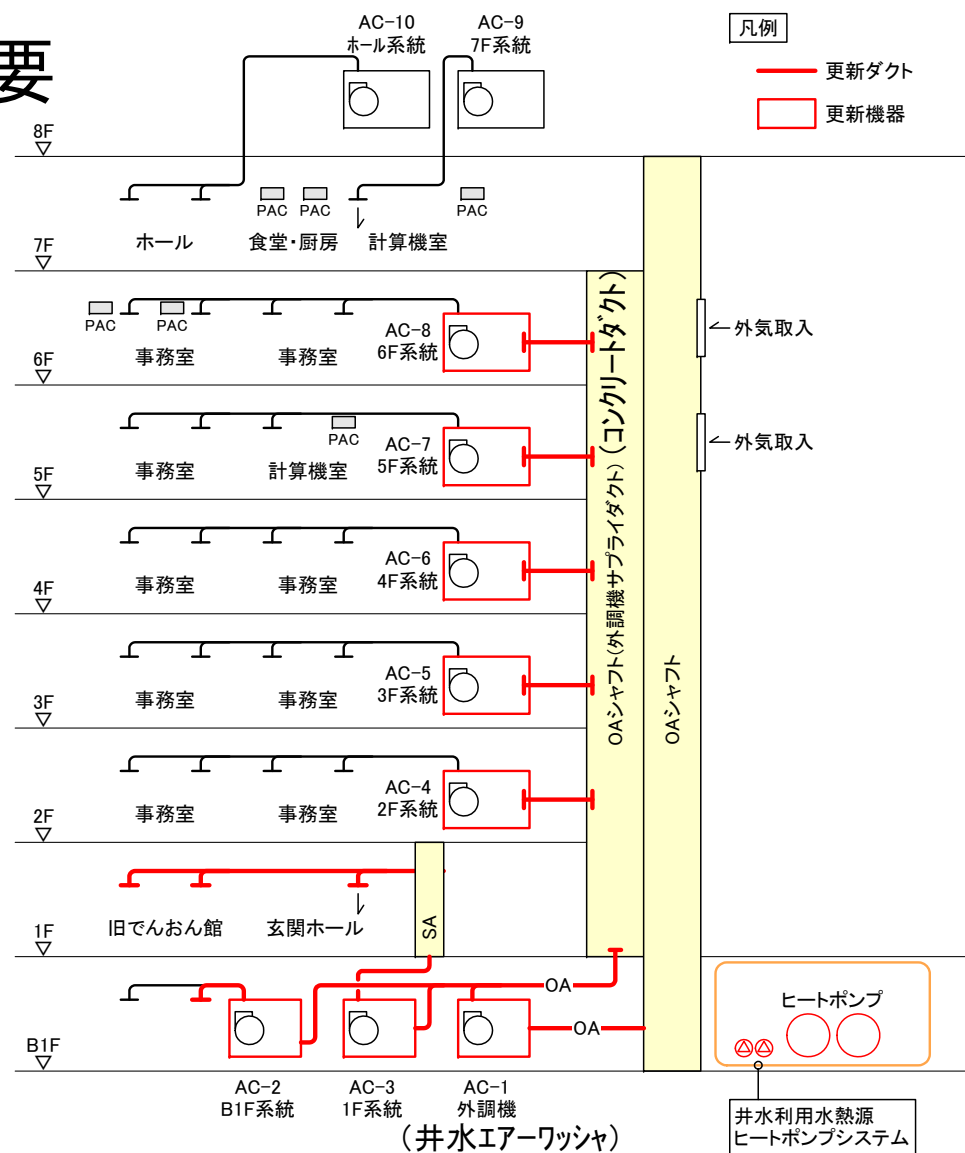 要
AC-10
ホール系統
AC-9
7F系統
凡例
更新ダクト
更新機器
8F
PAC
PAC
PAC
ホール
食堂・厨房
計算機室
7F
PAC
PAC
事務室
事務室
AC-8
6F系統
外気取入
6F
PAC
事務室
計算機室
AC-7
5F系統
外気取入
5F
事務室
事務室
AC-6
4F系統
4F
事務室
事務室
AC-5
3F系統
3F
事務室
事務室
AC-4
2F系統
2F
OAシャフト(外調機サプライダクト)(コンクリートダクト)
OAシャフト
旧でんおん館
玄関ホール
SA
1F
OA
OA
ヒートポンプ
B1F
AC-2
B1F系統
AC-3
1F系統
AC-1
外調機
(井水エアーワッシャ)
井水利用水熱源
ヒートポンプシステム